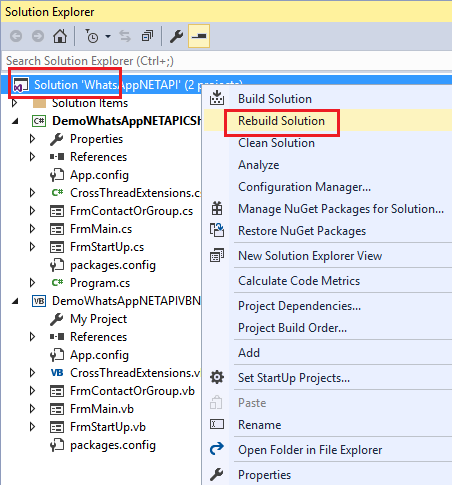 Solution Explorer
Search Solution Explorer (Ctrl+;)
Solution 'WhatsAppNETAPI' (2 projects)
Solution Items
DemoWhatsAppNETAPICSh
Properties
References
App.config
CrossThreadExtensions.cs
FrmContactOrGroup.cs
FrmMain.cs
FrmStartUp.cs
packages.config
Program.cs
DemoWhatsAppNETAPIVBN
My Project
References
App.config
CrossThreadExtensions.v
FrmContactOrGroup.vb
FrmMain.vb
FrmStartUp.vb
packages.config
Build Solution
Rebuild Solution
Clean Solution
Analyze
Configuration Manager...
Manage NuGet Packages for Solution...
Restore NuGet Packages
New Solution Explorer View
Calculate Code Metrics
Project Dependencies...
Project Build Order...
Add
Set StartUp Projects...
Paste
Rename
Open Folder in File Explorer
Properties